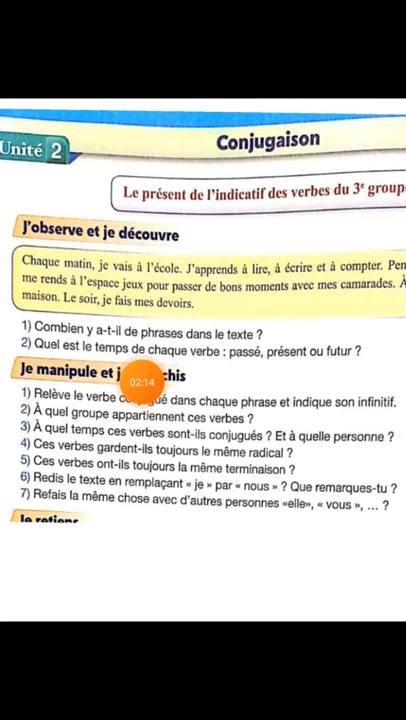 Unité 2
Conjugaison
Le présent de l'indicatif des verbes du 3e group
J'observe et je découvre
Chaque matin, je vais à l'école. J'apprends à lire, à écrire et à compter. Pen
me rends à l'espace jeux pour passer de bons moments avec mes camarades. À
maison. Le soir, je fais mes devoirs.
1) Combien y a-t-il de phrases dans le texte ?
2) Quel est le temps de chaque verbe : passé, présent ou futur ?
Je manipule et
02:14
1) Relève le verbe dans chaque phrase et indique son infinitif.
2) À quel groupe appartiennent ces verbes ?
3) À quel temps ces verbes sont-ils conjugués ? Et à quelle personne ?
4) Ces verbes gardent-ils toujours le même radical ?
5) Ces verbes ont-ils toujours la même terminaison ?
6) Redis le texte en remplaçant « je » par « nous » ? Que remarques-tu ?
7) Refais la même chose avec d'autres personnes «elle», « vous », ... ?
Je retiens